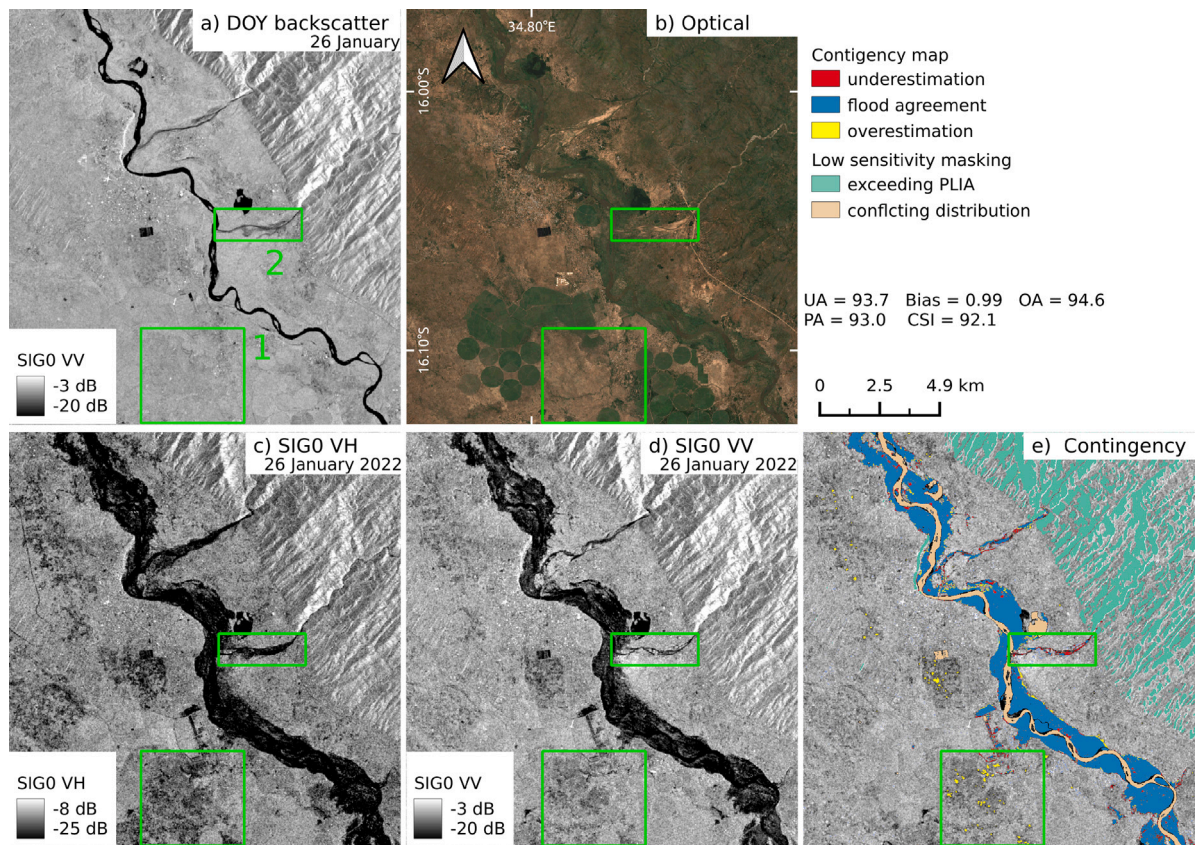 a) DOY backscatter
26 January
SIG0 VV
-3 dB
-20 dB
1
2
b) Optical
34.80°E
16.00°S
16.10°S
Contigency map
underestimation
flood agreement
overestimation
Low sensitivity masking
exceeding PLIA
conflcting distribution
UA = 93.7 Bias = 0.99 OA = 94.6
PA = 93.0 CSI = 92.1
0 2.5 4.9 km
c) SIG0 VH
26 January 2022
SIG0 VH
-8 dB
-25 dB
d) SIG0 VV
26 January 2022
SIG0 VV
-3 dB
-20 dB
e) Contingency